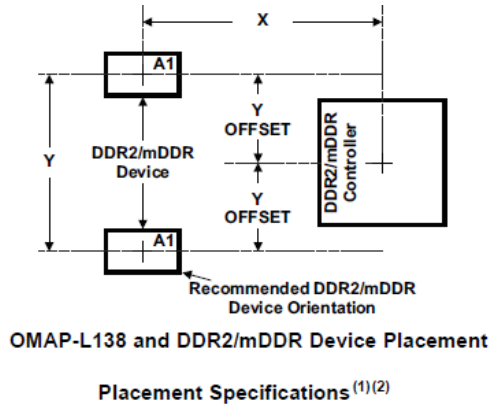 X
A1
Y
OFFSET
Y
DDR2/mDDR
Device
DDR2/mDDR
Controller
Y
OFFSET
A1
Recommended DDR2/mDDR
Device Orientation
OMAP-L138 and DDR2/mDDR Device Placement
Placement Specifications (1)(2)